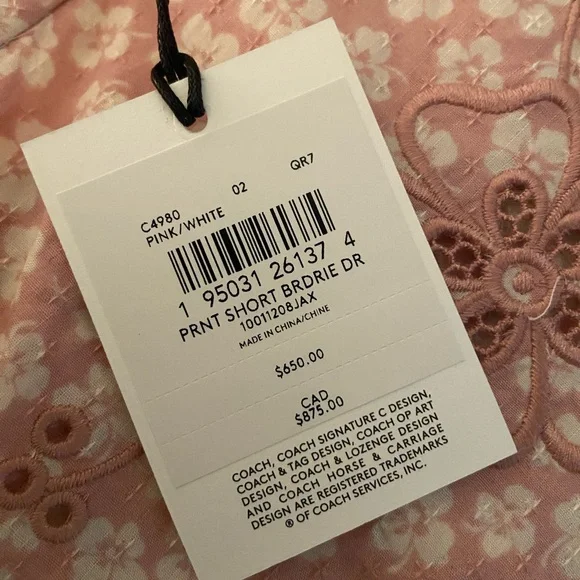 C4980 02 QR7
PINK/WHITE
1 95031 26137 4
PRNT SHORT BRDRIE DR
10011208JAX
MADE IN CHINA/CHINE
$650.00
CAD
$875.00
COACH, COACH SIGNATURE C DESIGN,
COACH & TAG DESIGN, COACH OP ART
DESIGN, COACH & LOZENGE DESIGN
AND COACH HORSE & CARRIAGE
DESIGN ARE REGISTERED TRADEMARKS
® OF COACH SERVICES, INC.